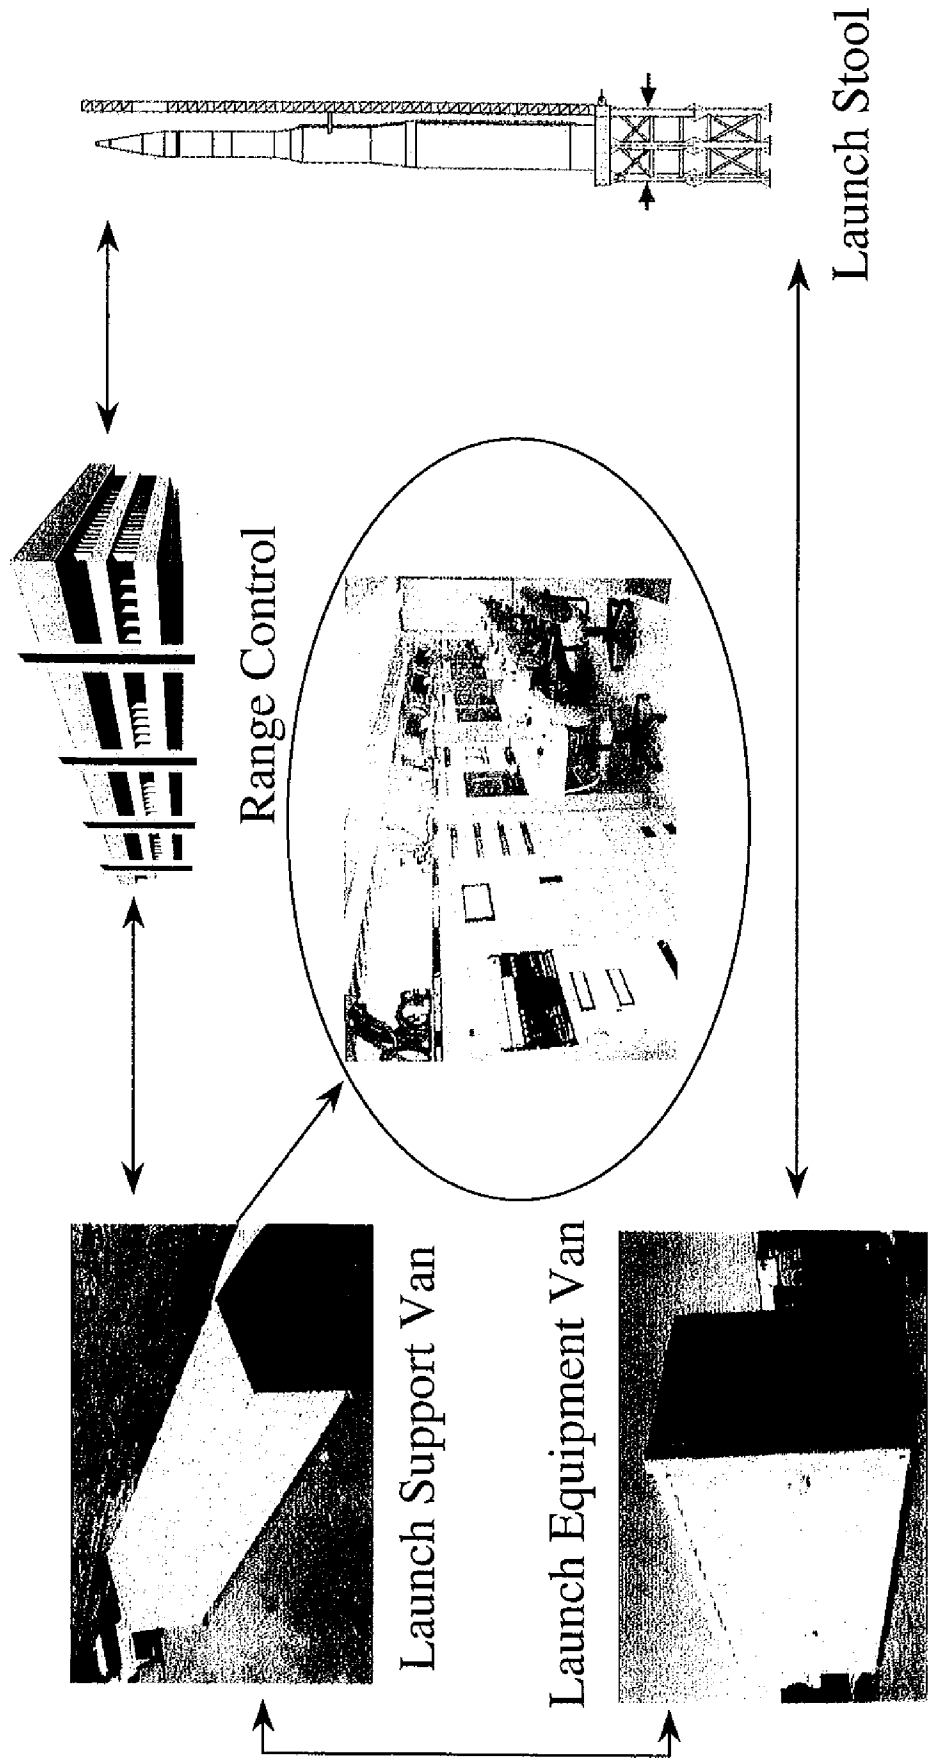 Range Control
Launch Support Van
Launch Equipment Van
Launch Stool